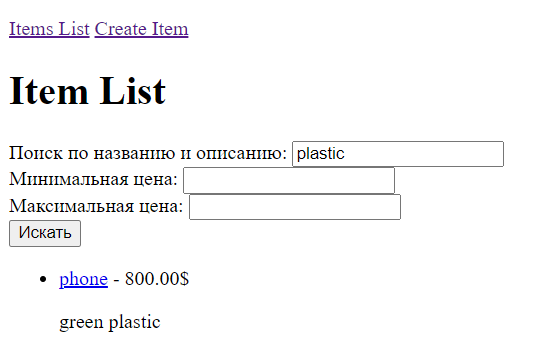 Items List Create Item
Item List
Поиск по названию и описанию: plastic
Минимальная цена:
Максимальная цена:
Искать
phone - 800.00$
green plastic